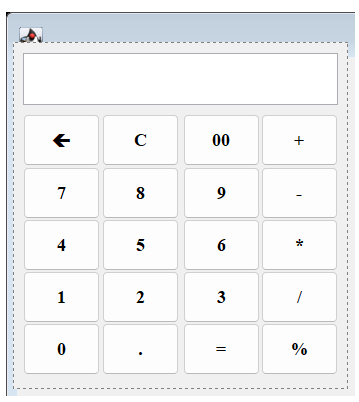 🡰 C 00 +
7 8 9 -
4 5 6 *
1 2 3 /
0 . = %